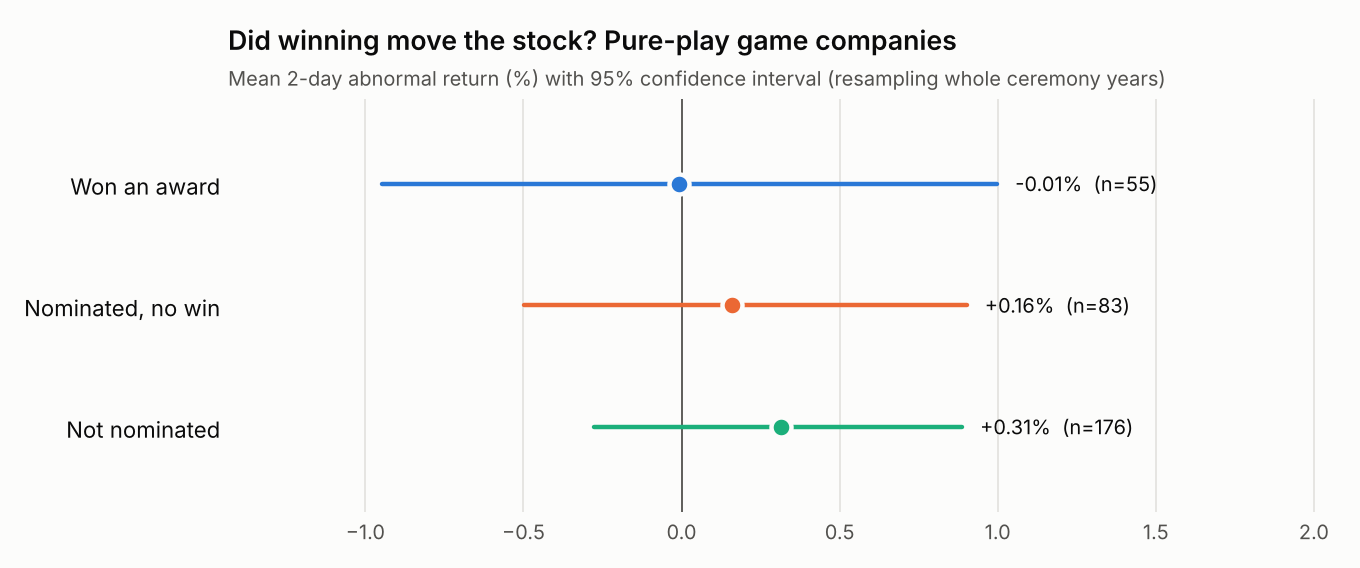 Did winning move the stock? Pure-play game companies
Mean 2-day abnormal return (%) with 95% confidence interval (resampling whole ceremony years)
Won an award
-0.01%  (n=55)
Nominated, no win
+0.16%  (n=83)
Not nominated
+0.31%  (n=176)
−1.0 −0.5 0.0 0.5 1.0 1.5 2.0